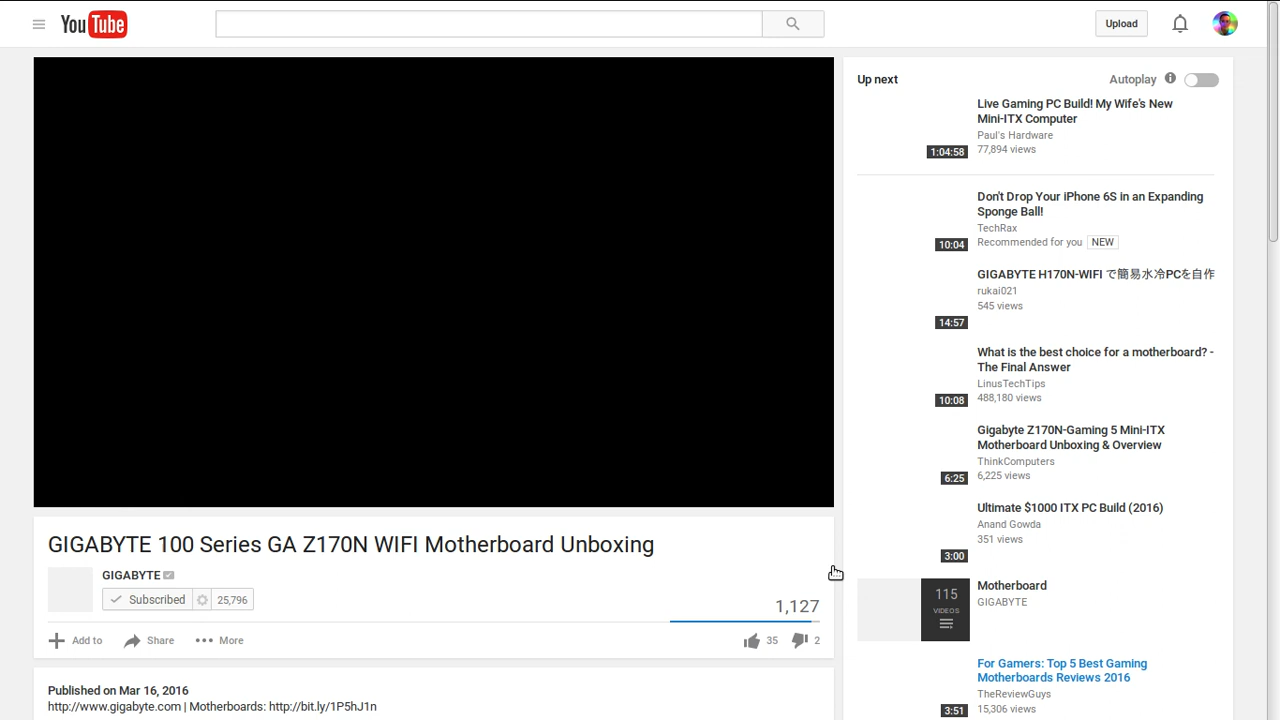 YouTube
Upload
Up next
Autoplay
Live Gaming PC Build! My Wife's New
Mini-ITX Computer
Paul's Hardware
77,894 views
1:04:58
Don't Drop Your iPhone 6S in an Expanding
Sponge Ball!
TechRax
Recommended for you NEW
10:04
GIGABYTE H170N-WIFI で簡易水冷PCを自作
rukai021
545 views
14:57
What is the best choice for a motherboard? -
The Final Answer
LinusTechTips
488,180 views
10:08
Gigabyte Z170N-Gaming 5 Mini-ITX
Motherboard Unboxing & Overview
ThinkComputers
6,225 views
6:25
Ultimate $1000 ITX PC Build (2016)
Anand Gowda
351 views
3:00
115
VIDEOS
Motherboard
GIGABYTE
For Gamers: Top 5 Best Gaming
Motherboards Reviews 2016
TheReviewGuys
15,306 views
3:51
GIGABYTE 100 Series GA Z170N WIFI Motherboard Unboxing
GIGABYTE
Subscribed 25,796
1,127
Add to Share More 35 2
Published on Mar 16, 2016
http://www.gigabyte.com | Motherboards: http://bit.ly/1P5hJ1n